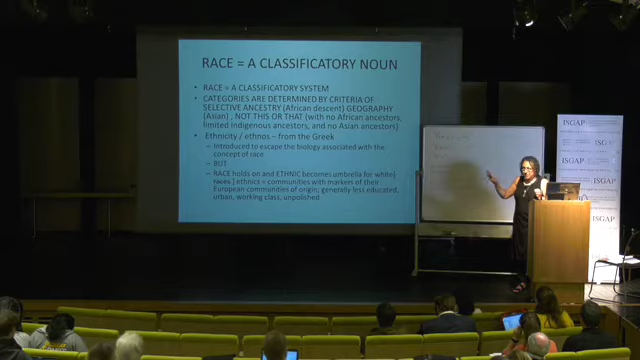 RACE = A CLASSIFICATORY NOUN
• RACE = A CLASSIFICATORY SYSTEM
• CATEGORIES ARE DETERMINED BY CRITERIA OF
SELECTIVE ANCESTRY (African descent) GEOGRAPHY
(Asian) , NOT THIS OR THAT (with no African ancestors,
limited indigenous ancestors, and no Asian ancestors)
• Ethnicity / ethnos – from the Greek
• Introduced to escape the biology associated with the
concept of race
• BUT
• RACE holds on and ETHNIC becomes umbrella for white[
races ] ethnics = communities with markers of their
European communities of origin; generally less educated,
urban, working class, unpolished
ISGAP
ISGAP
ISGAP
ISGAP